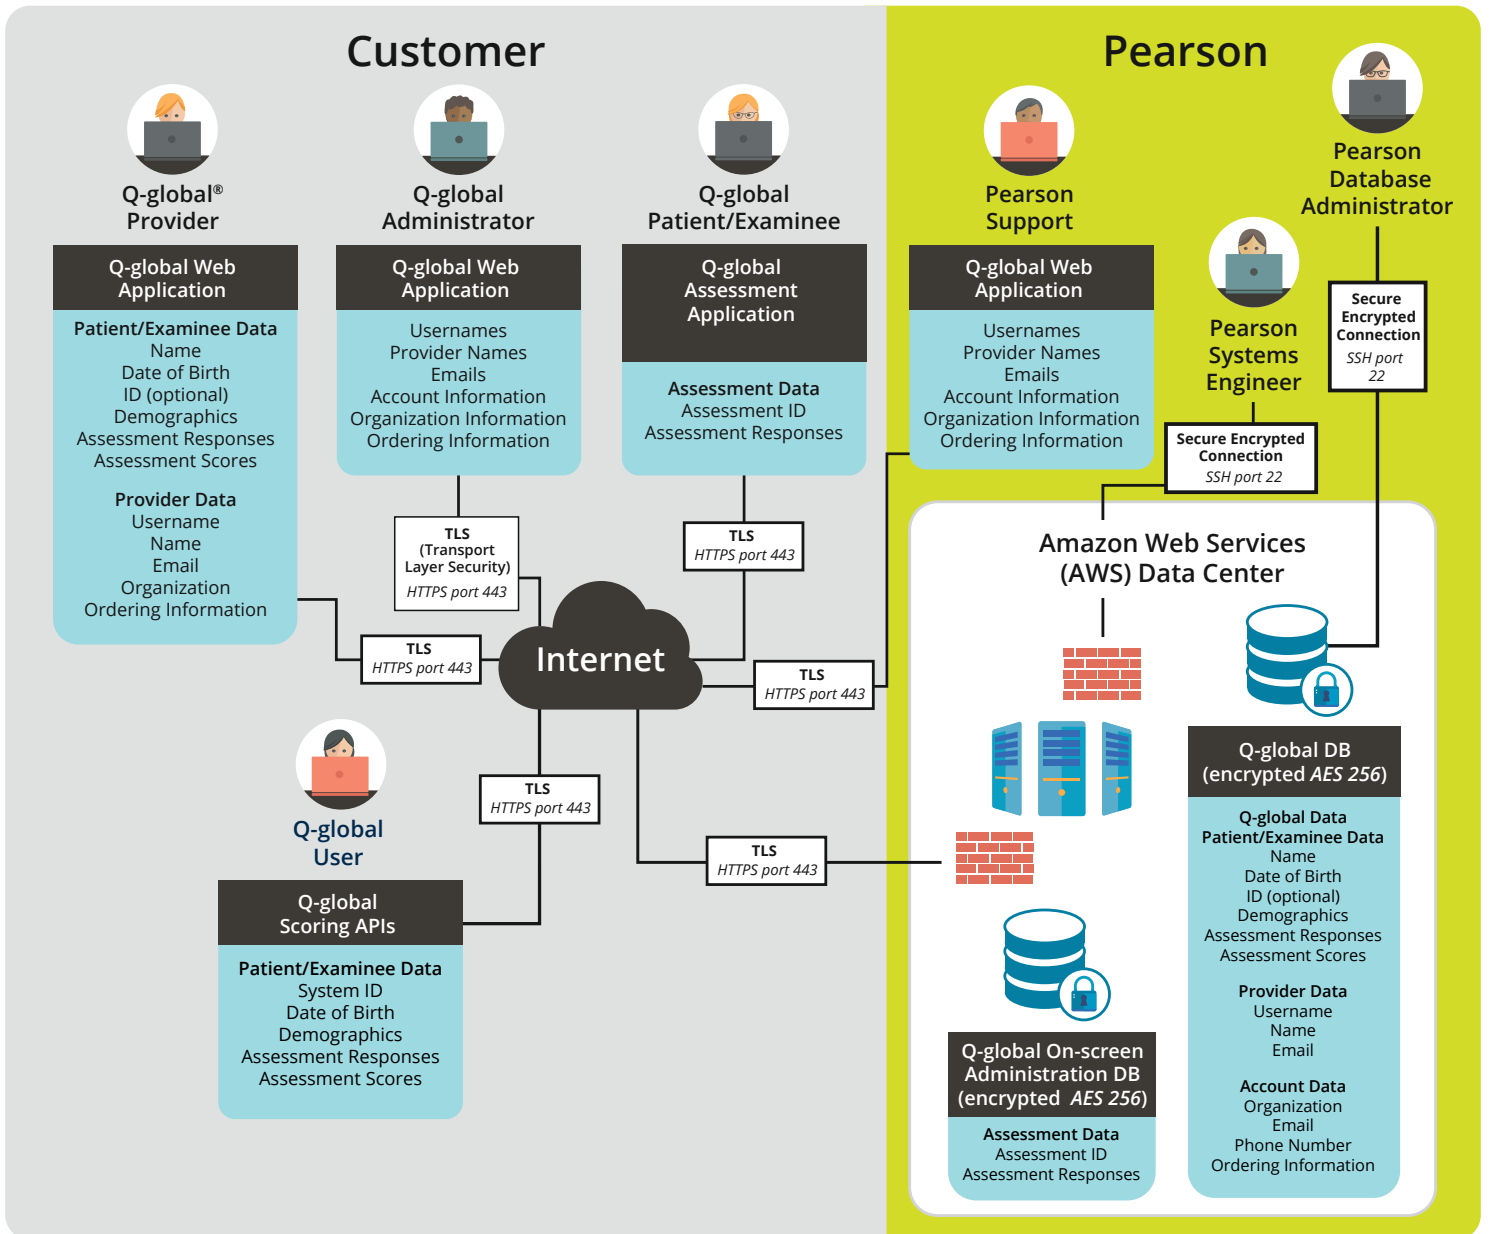 Customer
Q-global®
Provider
Q-global Web
Application
Patient/Examinee Data
Name
Date of Birth
ID (optional)
Demographics
Assessment Responses
Assessment Scores
Provider Data
Username
Name
Email
Organization
Ordering Information
Q-global
Administrator
Q-global Web
Application
Usernames
Provider Names
Emails
Account Information
Organization Information
Ordering Information
Q-global
Patient/Examinee
Q-global
Assessment
Application
Assessment Data
Assessment ID
Assessment Responses
TLS
(Transport
Layer Security)
HTTPS port 443
TLS
HTTPS port 443
TLS
HTTPS port 443
Internet
TLS
HTTPS port 443
TLS
HTTPS port 443
TLS
HTTPS port 443
Q-global
User
Q-global
Scoring APIs
Patient/Examinee Data
System ID
Date of Birth
Demographics
Assessment Responses
Assessment Scores
Pearson
Pearson
Support
Q-global Web
Application
Usernames
Provider Names
Emails
Account Information
Organization Information
Ordering Information
Pearson
Systems
Engineer
Secure Encrypted
Connection
SSH port 22
Pearson
Database
Administrator
Secure
Encrypted
Connection
SSH port
22
Amazon Web Services
(AWS) Data Center
Q-global On-screen
Administration DB
(encrypted AES 256)
Assessment Data
Assessment ID
Assessment Responses
Q-global DB
(encrypted AES 256)
Q-global Data
Patient/Examinee Data
Name
Date of Birth
ID (optional)
Demographics
Assessment Responses
Assessment Scores
Provider Data
Username
Name
Email
Account Data
Organization
Email
Phone Number
Ordering Information